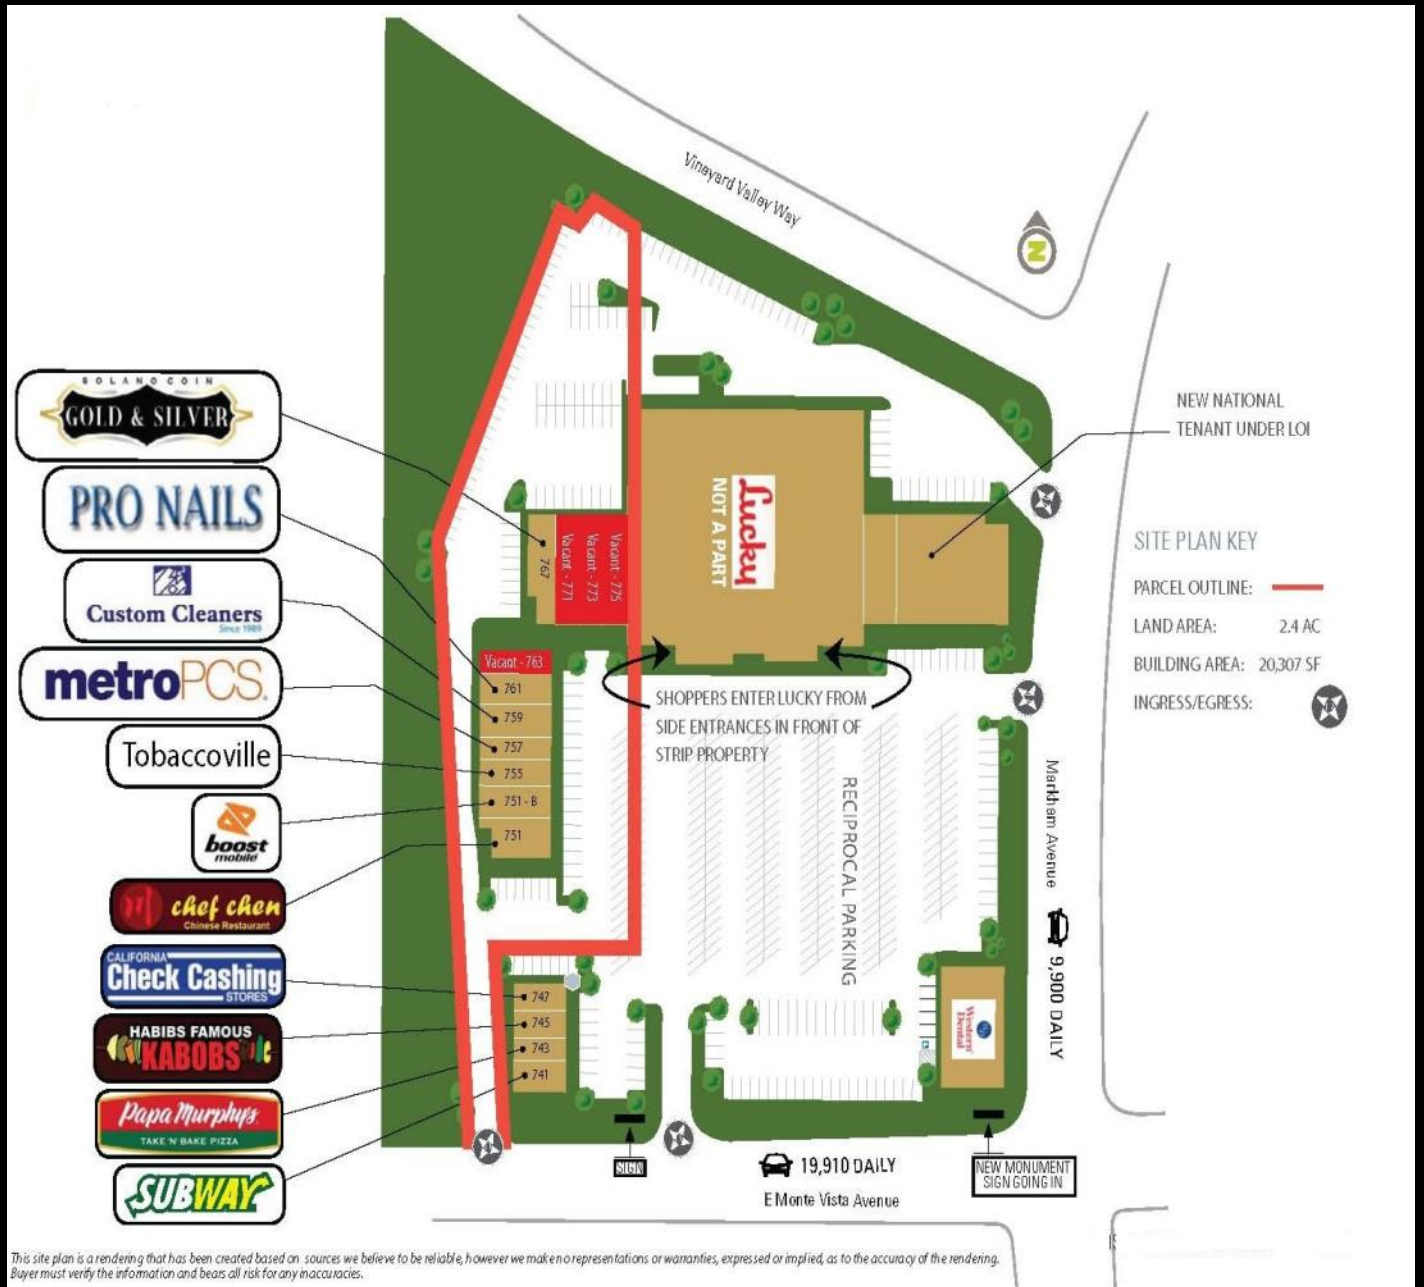 Vineyard Valley Way
N
SOLANO COIN
GOLD & SILVER
PRO NAILS
Custom Cleaners
Since 1989
metroPCS.
Tobaccoville
boost
mobile
chef chen
Chinese Restaurant
CALIFORNIA
Check Cashing
STORES
HABIBS FAMOUS
KABOBS
Papa Murphy's
TAKE 'N' BAKE PIZZA
SUBWAY
767
Vacant - 771
Vacant - 773
Vacant - 775
Lucky
NOT A PART
NEW NATIONAL
TENANT UNDER LOI
SITE PLAN KEY
PARCEL OUTLINE:
LAND AREA: 2.4 AC
BUILDING AREA: 20,307 SF
INGRESS/EGRESS:
Vacant - 763
761
759
757
755
751 - B
751
SHOPPERS ENTER LUCKY FROM
SIDE ENTRANCES IN FRONT OF
STRIP PROPERTY
RECIPROCAL PARKING
Markham Avenue
9,900 DAILY
747
745
743
741
Western
Dental
SIGN
19,910 DAILY
E Monte Vista Avenue
NEW MONUMENT
SIGN GOING IN
This site plan is a rendering that has been created based on sources we believe to be reliable, however we make no representations or warranties, expressed or implied, as to the accuracy of the rendering.
Buyer must verify the information and bears all risk for any inaccuracies.